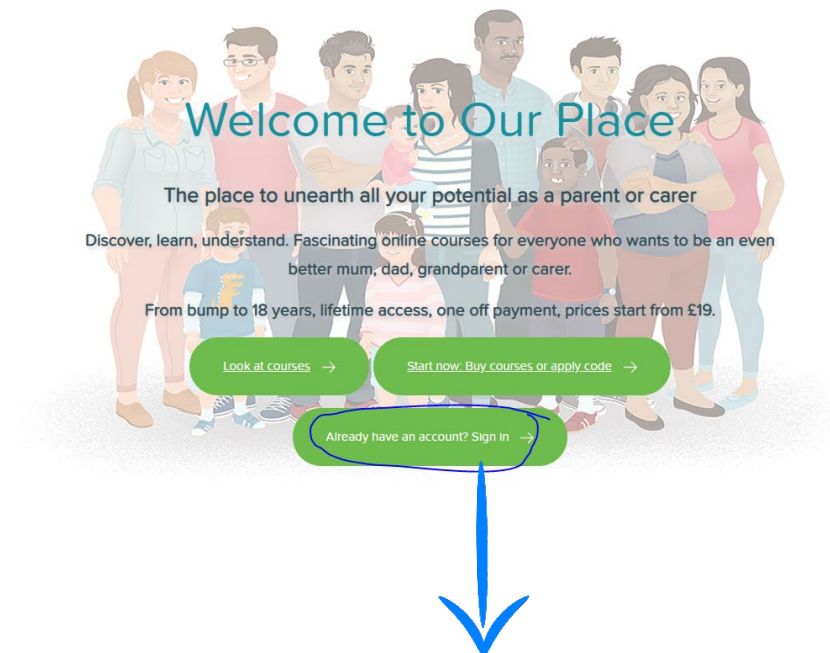 Welcome to Our Place
The place to unearth all your potential as a parent or carer
Discover, learn, understand. Fascinating online courses for everyone who wants to be an even
better mum, dad, grandparent or carer.
From bump to 18 years, lifetime access, one off payment, prices start from £19.
Look at courses →
Start now: Buy courses or apply code →
Already have an account? Sign in →